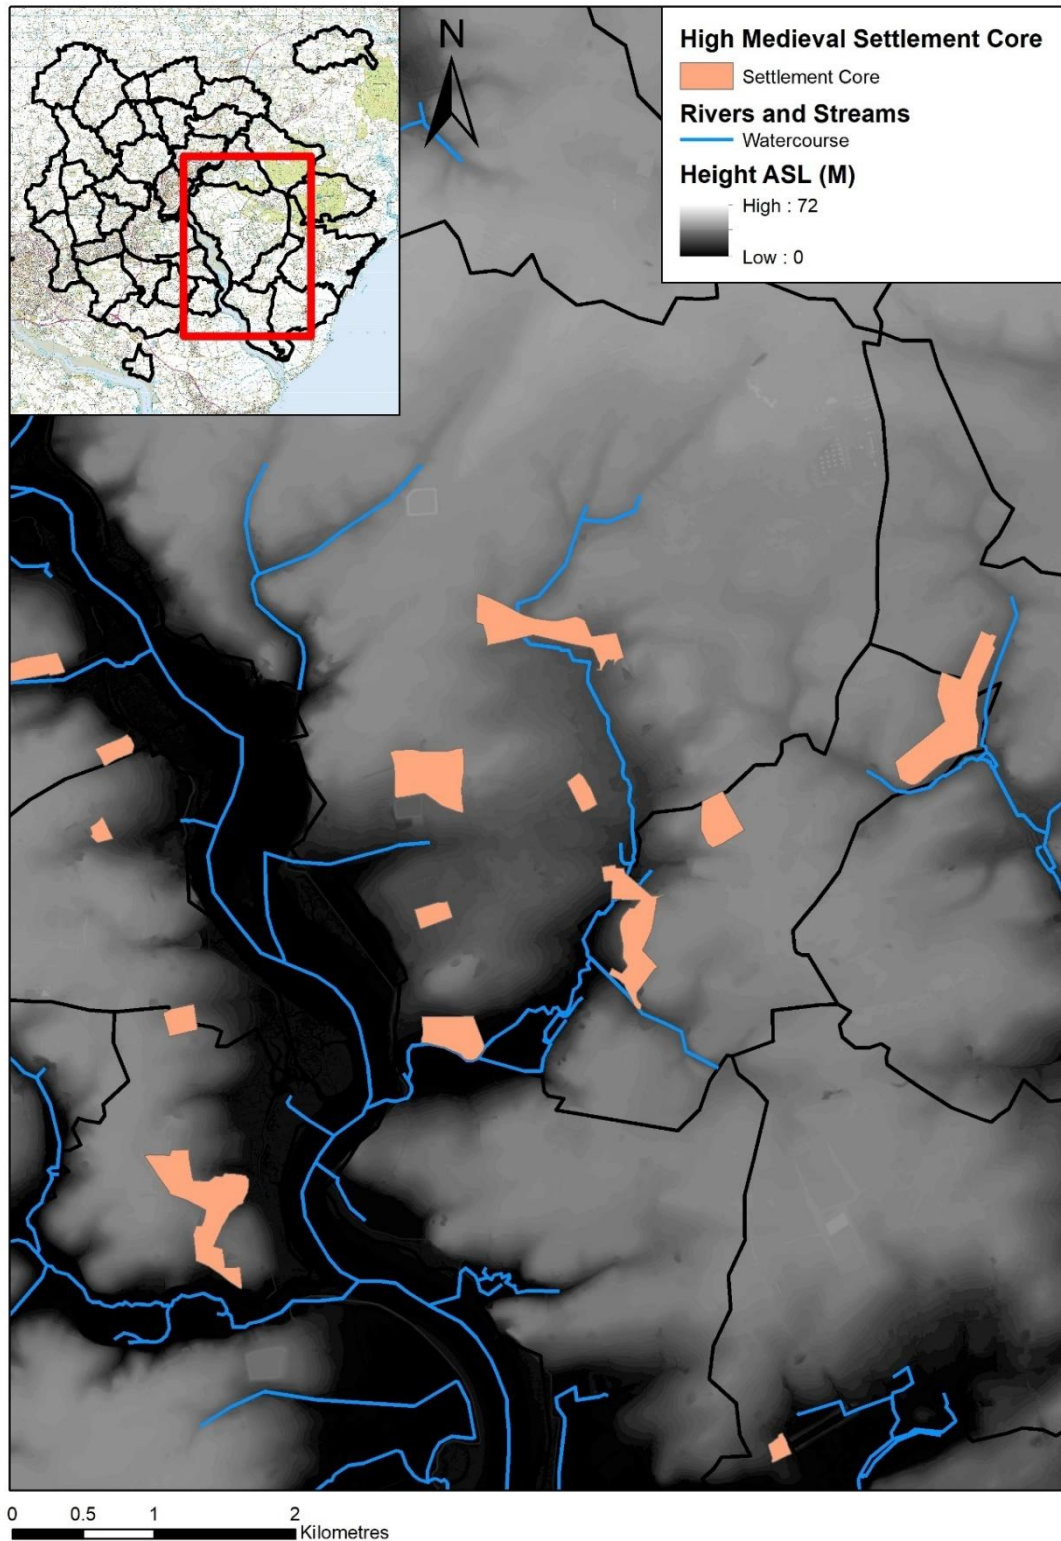 N
High Medieval Settlement Core
Settlement Core
Rivers and Streams
Watercourse
Height ASL (M)
High : 72
Low : 0
0 0.5 1 2
Kilometres